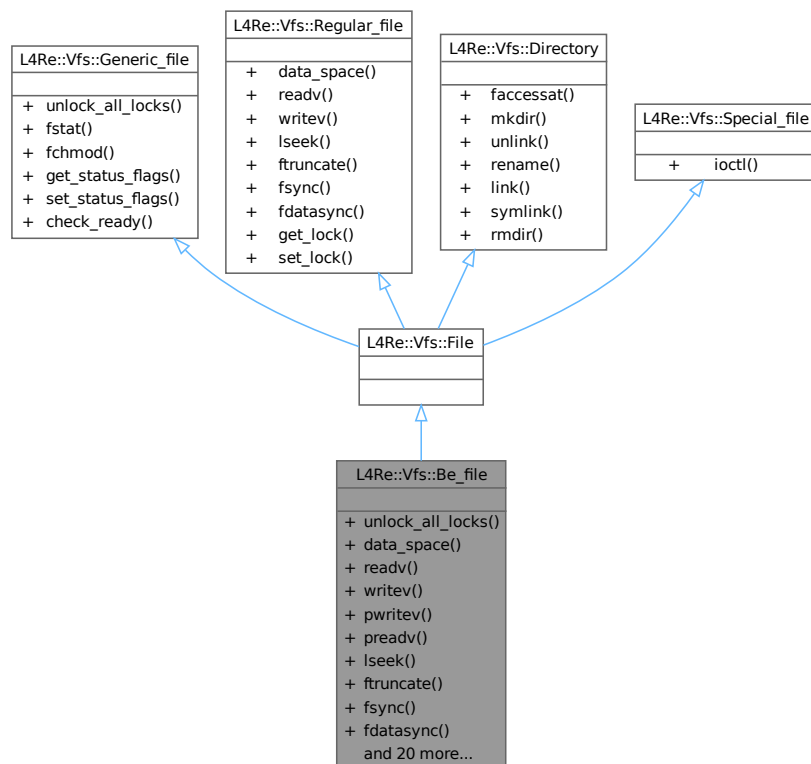 L4Re::Vfs::Generic_file
+ unlock_all_locks()
+ fstat()
+ fchmod()
+ get_status_flags()
+ set_status_flags()
+ check_ready()
L4Re::Vfs::Regular_file
+ data_space()
+ readv()
+ writev()
+ lseek()
+ ftruncate()
+ fsync()
+ fdatasync()
+ get_lock()
+ set_lock()
L4Re::Vfs::Directory
+ faccessat()
+ mkdir()
+ unlink()
+ rename()
+ link()
+ symlink()
+ rmdir()
L4Re::Vfs::Special_file
+ ioctl()
L4Re::Vfs::File
L4Re::Vfs::Be_file
+ unlock_all_locks()
+ data_space()
+ readv()
+ writev()
+ pwritev()
+ preadv()
+ lseek()
+ ftruncate()
+ fsync()
+ fdatasync()
and 20 more...